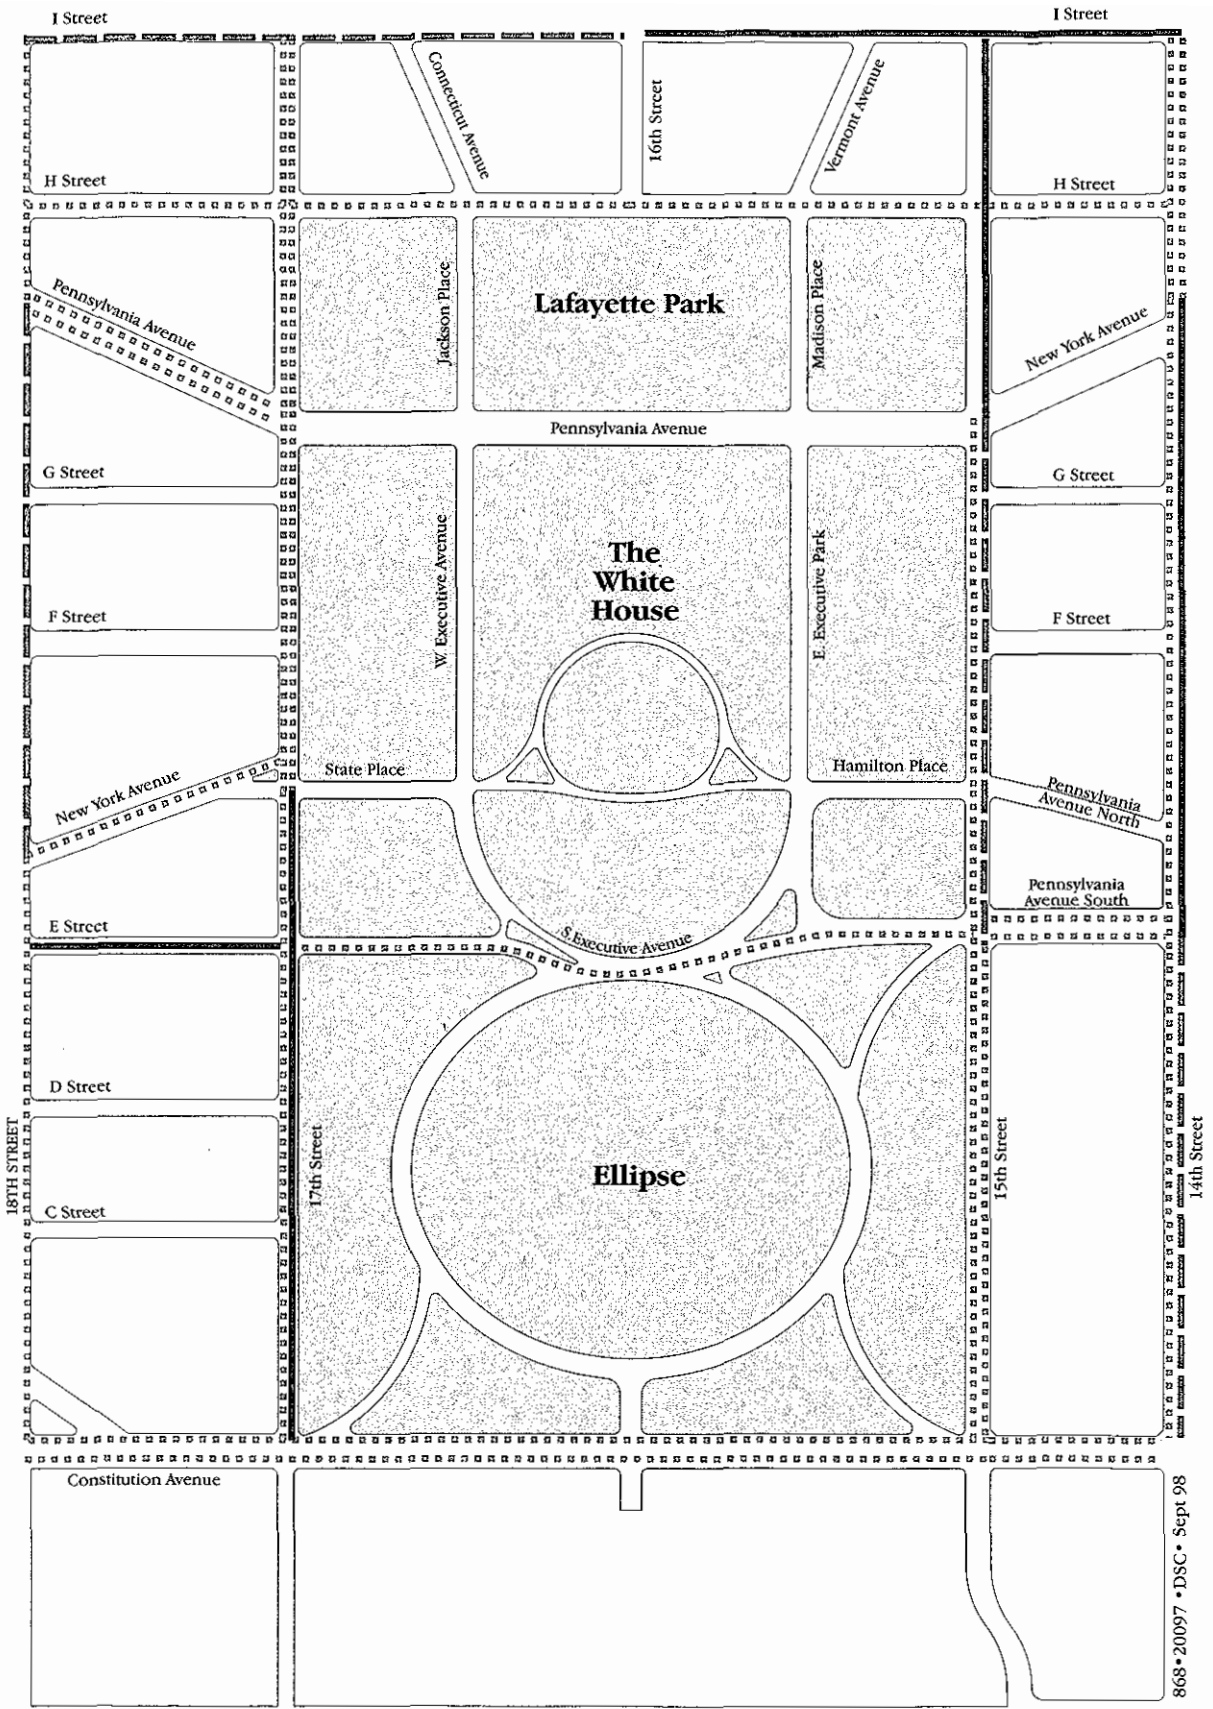 I Street
I Street
Connecticut Avenue
16th Street
Vermont Avenue
H Street
H Street
Pennsylvania Avenue
Jackson Place
Lafayette Park
Madison Place
New York Avenue
Pennsylvania Avenue
G Street
G Street
W. Executive Avenue
The
White
House
E. Executive Park
F Street
F Street
State Place
Hamilton Place
New York Avenue
Pennsylvania
Avenue North
Pennsylvania
Avenue South
E Street
S Executive Avenue
D Street
18TH STREET
17th Street
Ellipse
15th Street
14th Street
C Street
Constitution Avenue
868•20097 •DSC• Sept 98